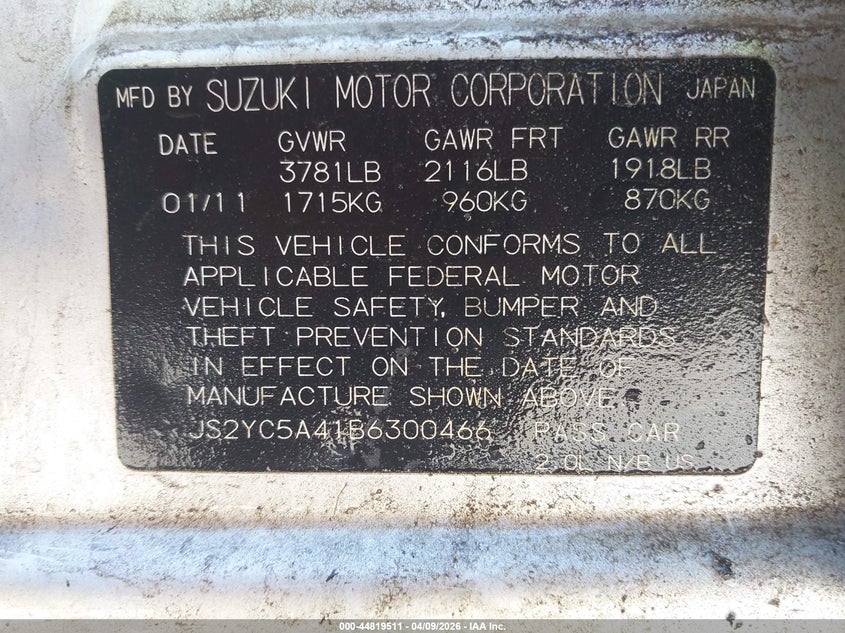 MFD BY SUZUKI MOTOR CORPORATION JAPAN
DATE GVWR GAWR FRT GAWR RR
3781LB 2116LB 1918LB
01/11 1715KG 960KG 870KG
THIS VEHICLE CONFORMS TO ALL
APPLICABLE FEDERAL MOTOR
VEHICLE SAFETY, BUMPER AND
THEFT PREVENTION STANDARDS
IN EFFECT ON THE DATE OF
MANUFACTURE SHOWN ABOVE
JS2YC5A41B6300466 PASS CAR
2.0L N/B US
000-44819511 - 04/09/2026 - IAA Inc.